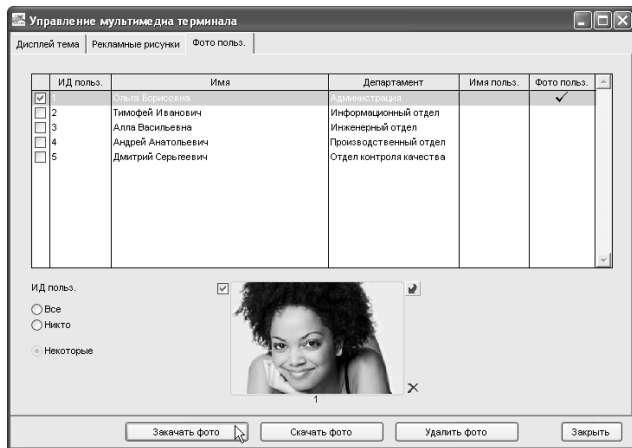 Управление мультимедиа терминала
Дисплей тема Рекламные рисунки Фото польз.
ИД польз. Имя Департамент Имя польз. Фото польз.
1 Ольга Борисовна Администрация
2 Тимофей Иванович Информационный отдел
3 Алла Васильевна Инженерный отдел
4 Андрей Анатольевич Производственный отдел
5 Дмитрий Серьгеевич Отдел контроля качества
ИД польз.
Все
Никто
Некоторые
1
Закачать фото Скачать фото Удалить фото Закрыть